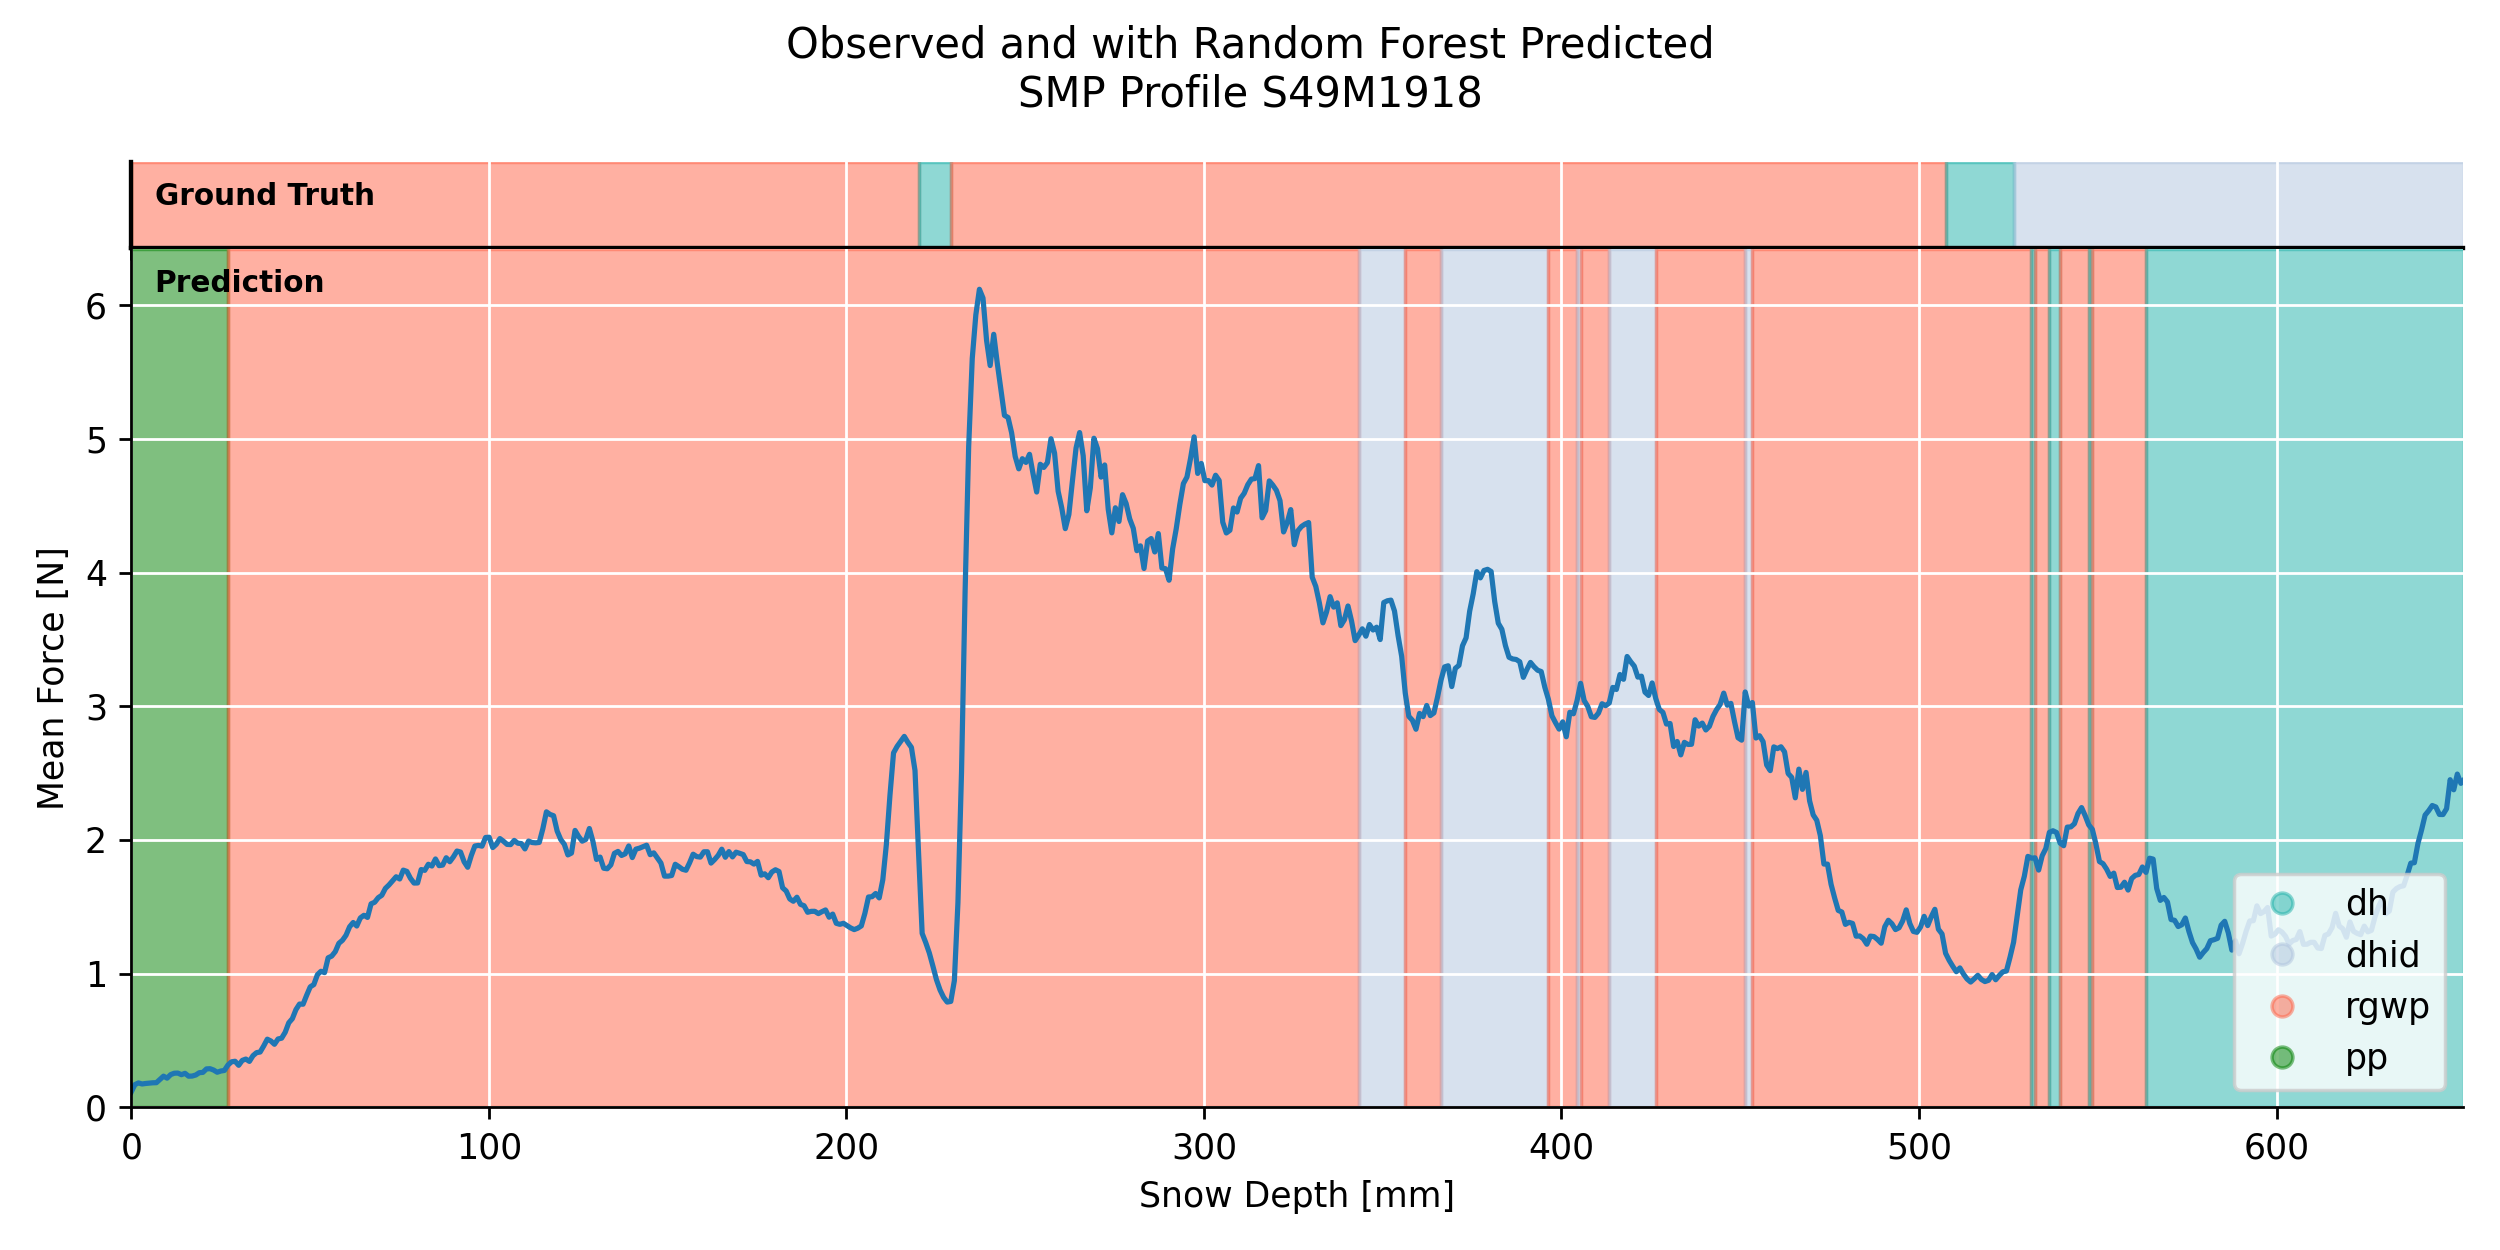 Observed and with Random Forest Predicted
SMP Profile S49M1918
Ground Truth
Prediction
6
5
4
3
2
1
0
Mean Force [N]
0 100 200 300 400 500 600
Snow Depth [mm]
dh
dhid
rgwp
pp